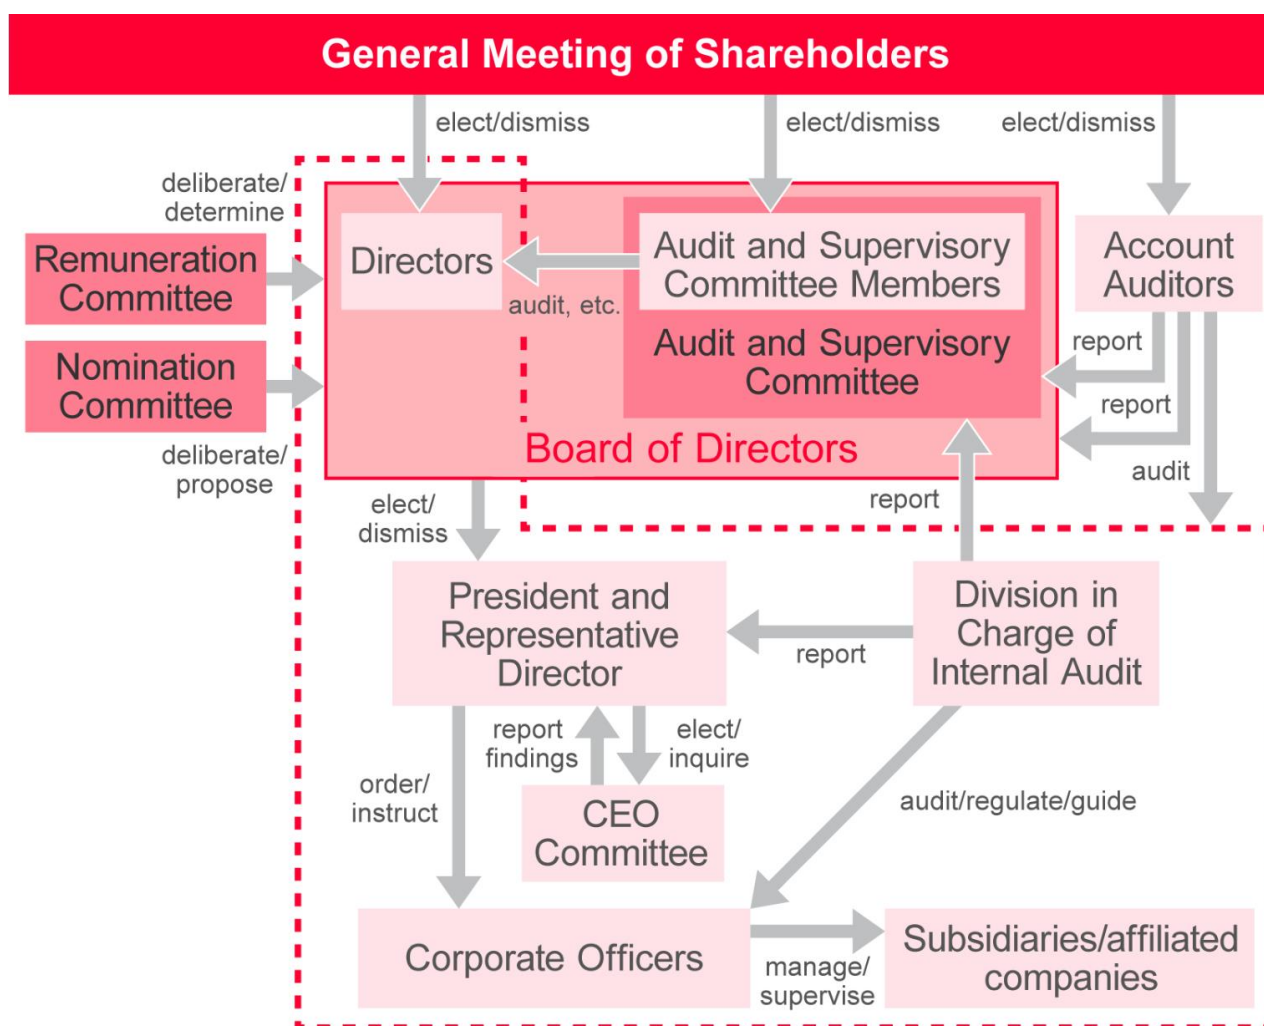 General Meeting of Shareholders
elect/dismiss
elect/dismiss
elect/dismiss
deliberate/
determine
Remuneration
Committee
Nomination
Committee
deliberate/
propose
Directors
audit, etc.
Audit and Supervisory
Committee Members
Audit and Supervisory
Committee
Board of Directors
Account
Auditors
report
report
audit
elect/
dismiss
report
President and
Representative
Director
report
Division in
Charge of
Internal Audit
report
findings
elect/
inquire
order/
instruct
CEO
Committee
audit/regulate/guide
Corporate Officers
manage/
supervise
Subsidiaries/affiliated
companies